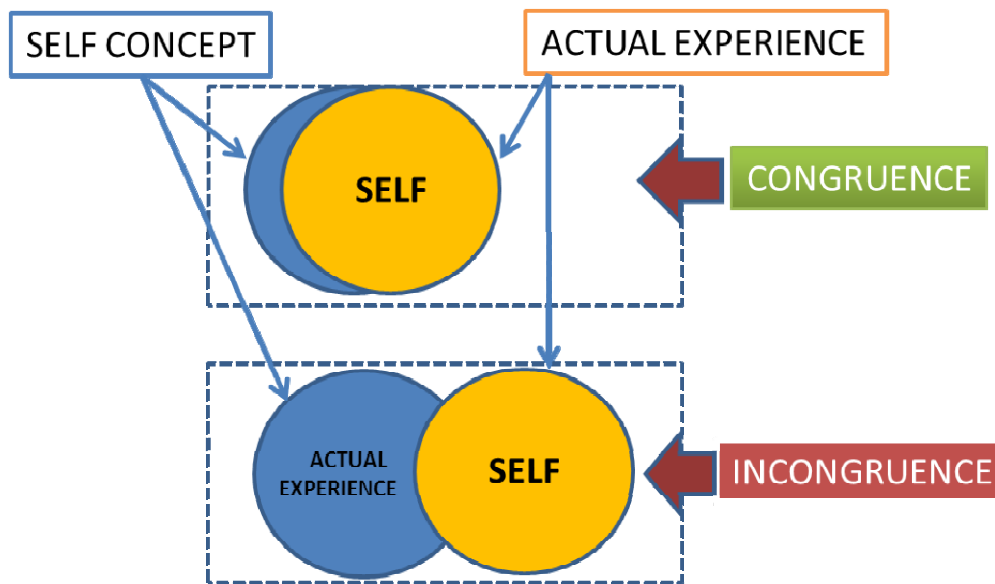 SELF CONCEPT
ACTUAL EXPERIENCE
SELF
CONGRUENCE
ACTUAL
EXPERIENCE
SELF
INCONGRUENCE